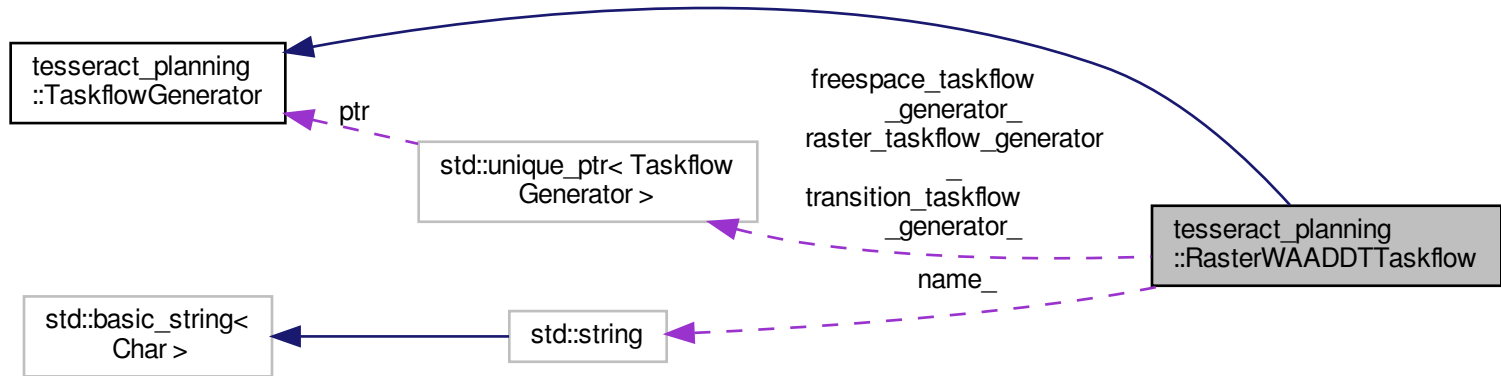 tesseract_planning
::TaskflowGenerator
ptr
std::unique_ptr< Taskflow
Generator >
freespace_taskflow
_generator_
raster_taskflow_generator
_
transition_taskflow
_generator_
name_
tesseract_planning
::RasterWAADDTTaskflow
std::basic_string<
Char >
std::string